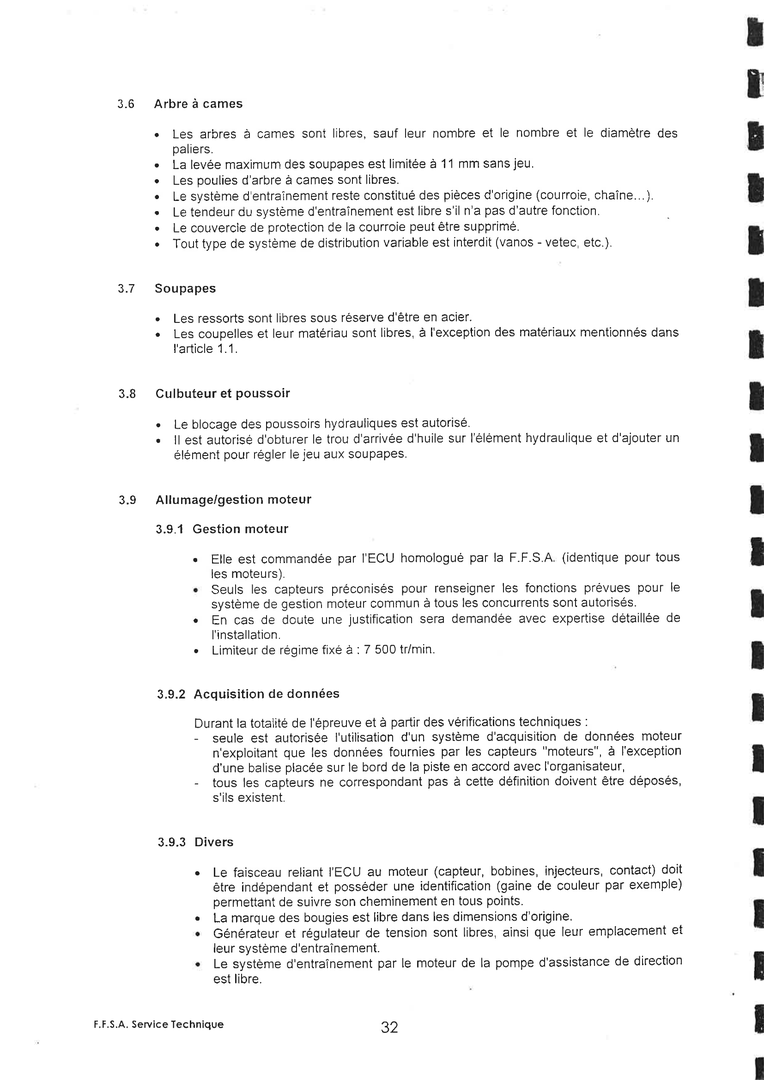 3.6 Arbre à cames
• Les arbres à cames sont libres, sauf leur nombre et le nombre et le diamètre des
paliers.
• La levée maximum des soupapes est limitée à 11 mm sans jeu.
• Les poulies d'arbre à cames sont libres.
• Le système d'entraînement reste constitué des pièces d'origine (courroie, chaîne...).
• Le tendeur du système d'entraînement est libre s'il n'a pas d'autre fonction.
• Le couvercle de protection de la courroie peut être supprimé.
• Tout type de système de distribution variable est interdit (vanos - vetec, etc.).
3.7 Soupapes
• Les ressorts sont libres sous réserve d'être en acier.
• Les coupelles et leur matériau sont libres, à l'exception des matériaux mentionnés dans
l'article 1.1.
3.8 Culbuteur et poussoir
• Le blocage des poussoirs hydrauliques est autorisé.
• Il est autorisé d'obturer le trou d'arrivée d'huile sur l'élément hydraulique et d'ajouter un
élément pour régler le jeu aux soupapes.
3.9 Allumage/gestion moteur
3.9.1 Gestion moteur
• Elle est commandée par l'ECU homologué par la F.F.S.A. (identique pour tous
les moteurs).
• Seuls les capteurs préconisés pour renseigner les fonctions prévues pour le
système de gestion moteur commun à tous les concurrents sont autorisés.
• En cas de doute une justification sera demandée avec expertise détaillée de
l'installation.
• Limiteur de régime fixé à : 7 500 tr/min.
3.9.2 Acquisition de données
Durant la totalité de l'épreuve et à partir des vérifications techniques :
- seule est autorisée l'utilisation d'un système d'acquisition de données moteur
n'exploitant que les données fournies par les capteurs "moteurs", à l'exception
d'une balise placée sur le bord de la piste en accord avec l'organisateur,
- tous les capteurs ne correspondant pas à cette définition doivent être déposés,
s'ils existent.
3.9.3 Divers
• Le faisceau reliant l'ECU au moteur (capteur, bobines, injecteurs, contact) doit
être indépendant et posséder une identification (gaine de couleur par exemple)
permettant de suivre son cheminement en tous points.
• La marque des bougies est libre dans les dimensions d'origine.
• Générateur et régulateur de tension sont libres, ainsi que leur emplacement et
leur système d'entraînement.
• Le système d'entraînement par le moteur de la pompe d'assistance de direction
est libre.
F.F.S.A. Service Technique
32